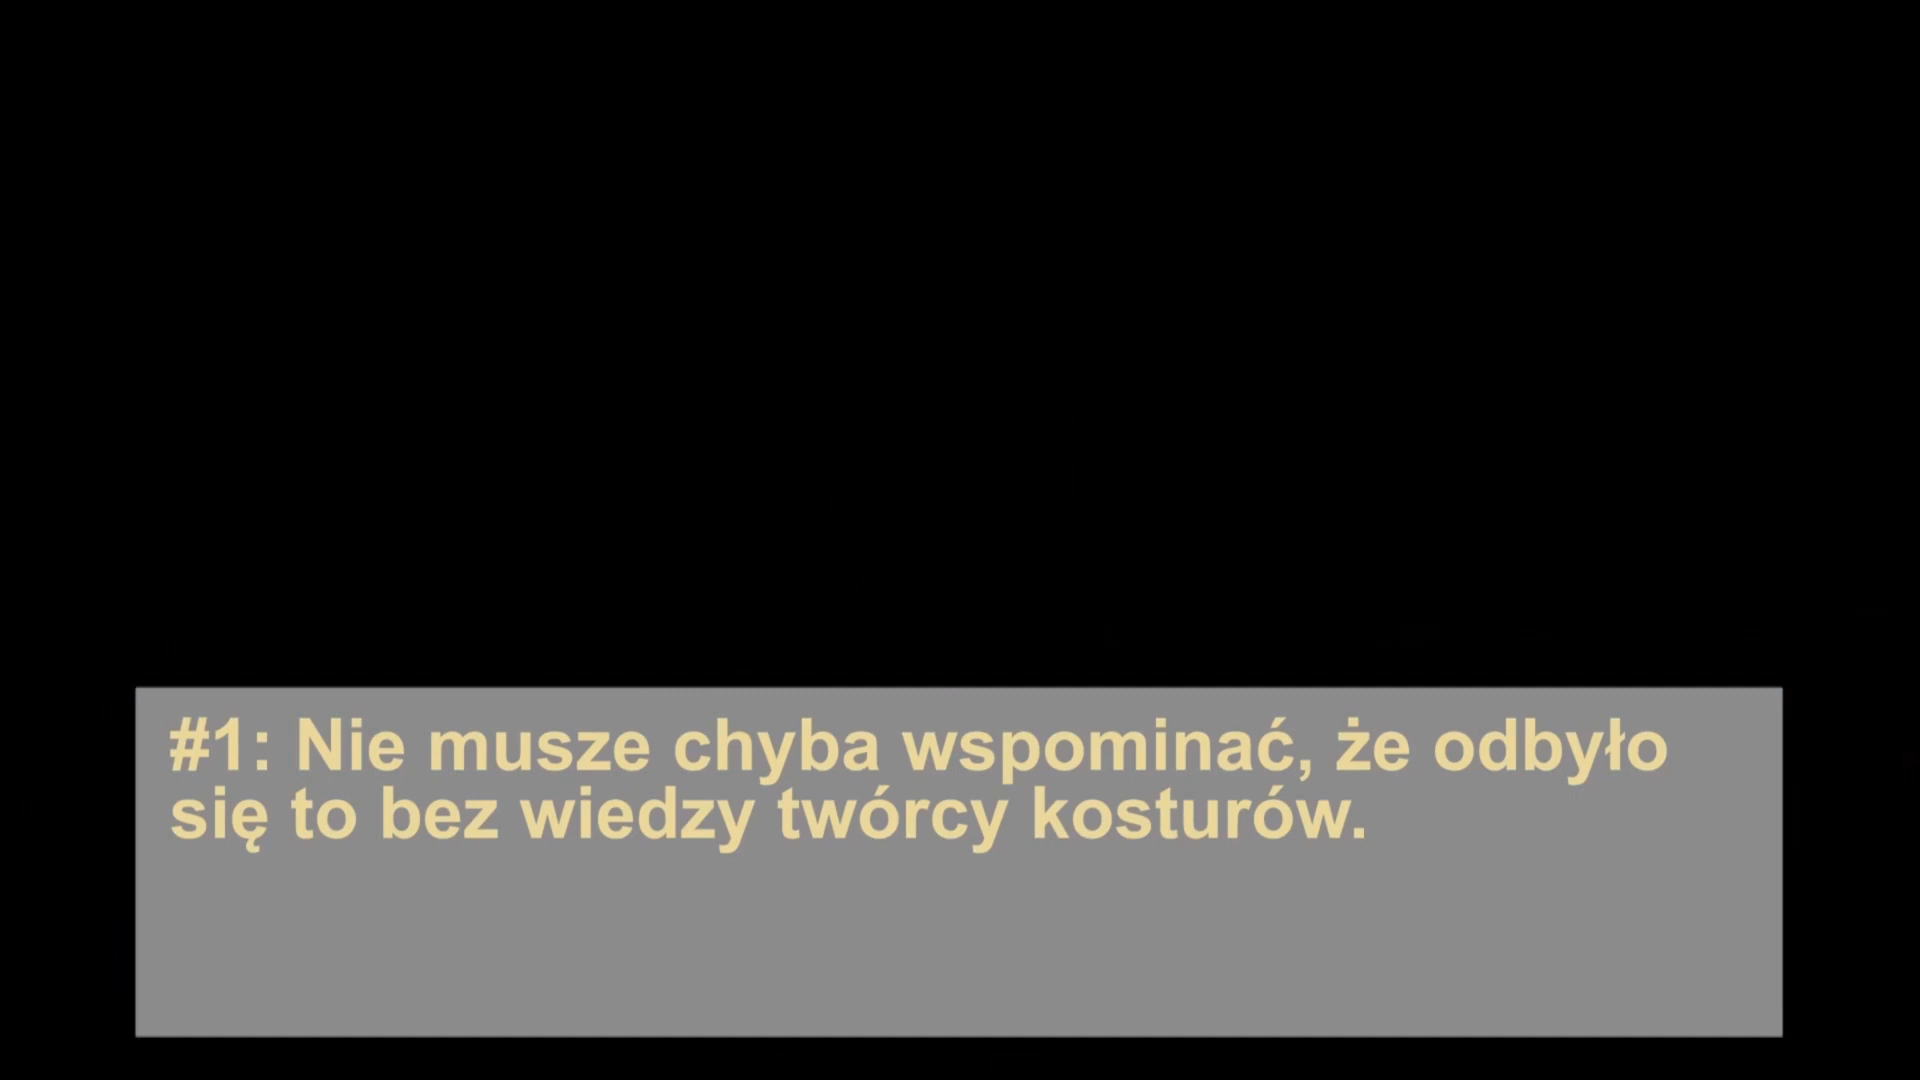 #1: Nie musze chyba wspominać, że odbyło
się to bez wiedzy twórcy kosturów.